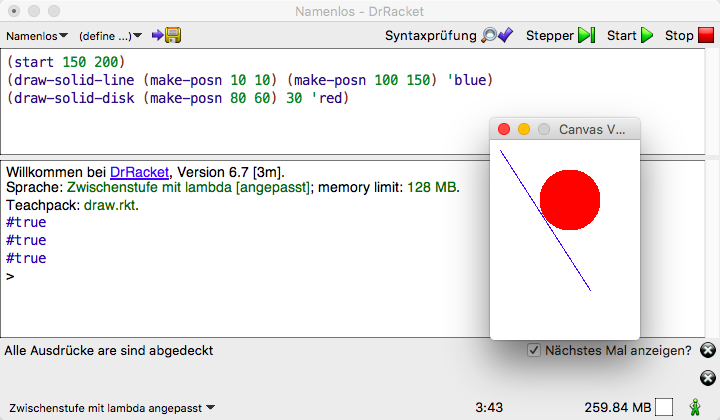 Namenlos - DrRacket
Namenlos (define ...) Syntaxprüfung Stepper Start Stop
(start 150 200)
(draw-solid-line (make-posn 10 10) (make-posn 100 150) 'blue)
(draw-solid-disk (make-posn 80 60) 30 'red)
Canvas V...
Willkommen bei DrRacket, Version 6.7 [3m].
Sprache: Zwischenstufe mit lambda [angepasst]; memory limit: 128 MB.
Teachpack: draw.rkt.
#true
#true
#true
>
Alle Ausdrücke are sind abgedeckt Nächstes Mal anzeigen?
Zwischenstufe mit lambda angepasst 3:43 259.84 MB